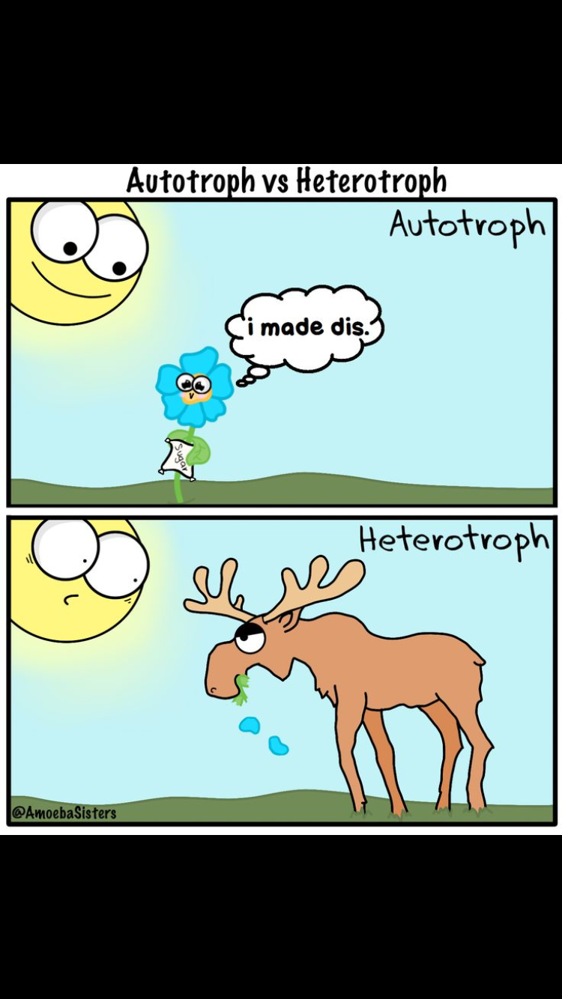 Autotroph vs Heterotroph
Autotroph
i made dis.
Sugar
Heterotroph
@AmoebaSisters